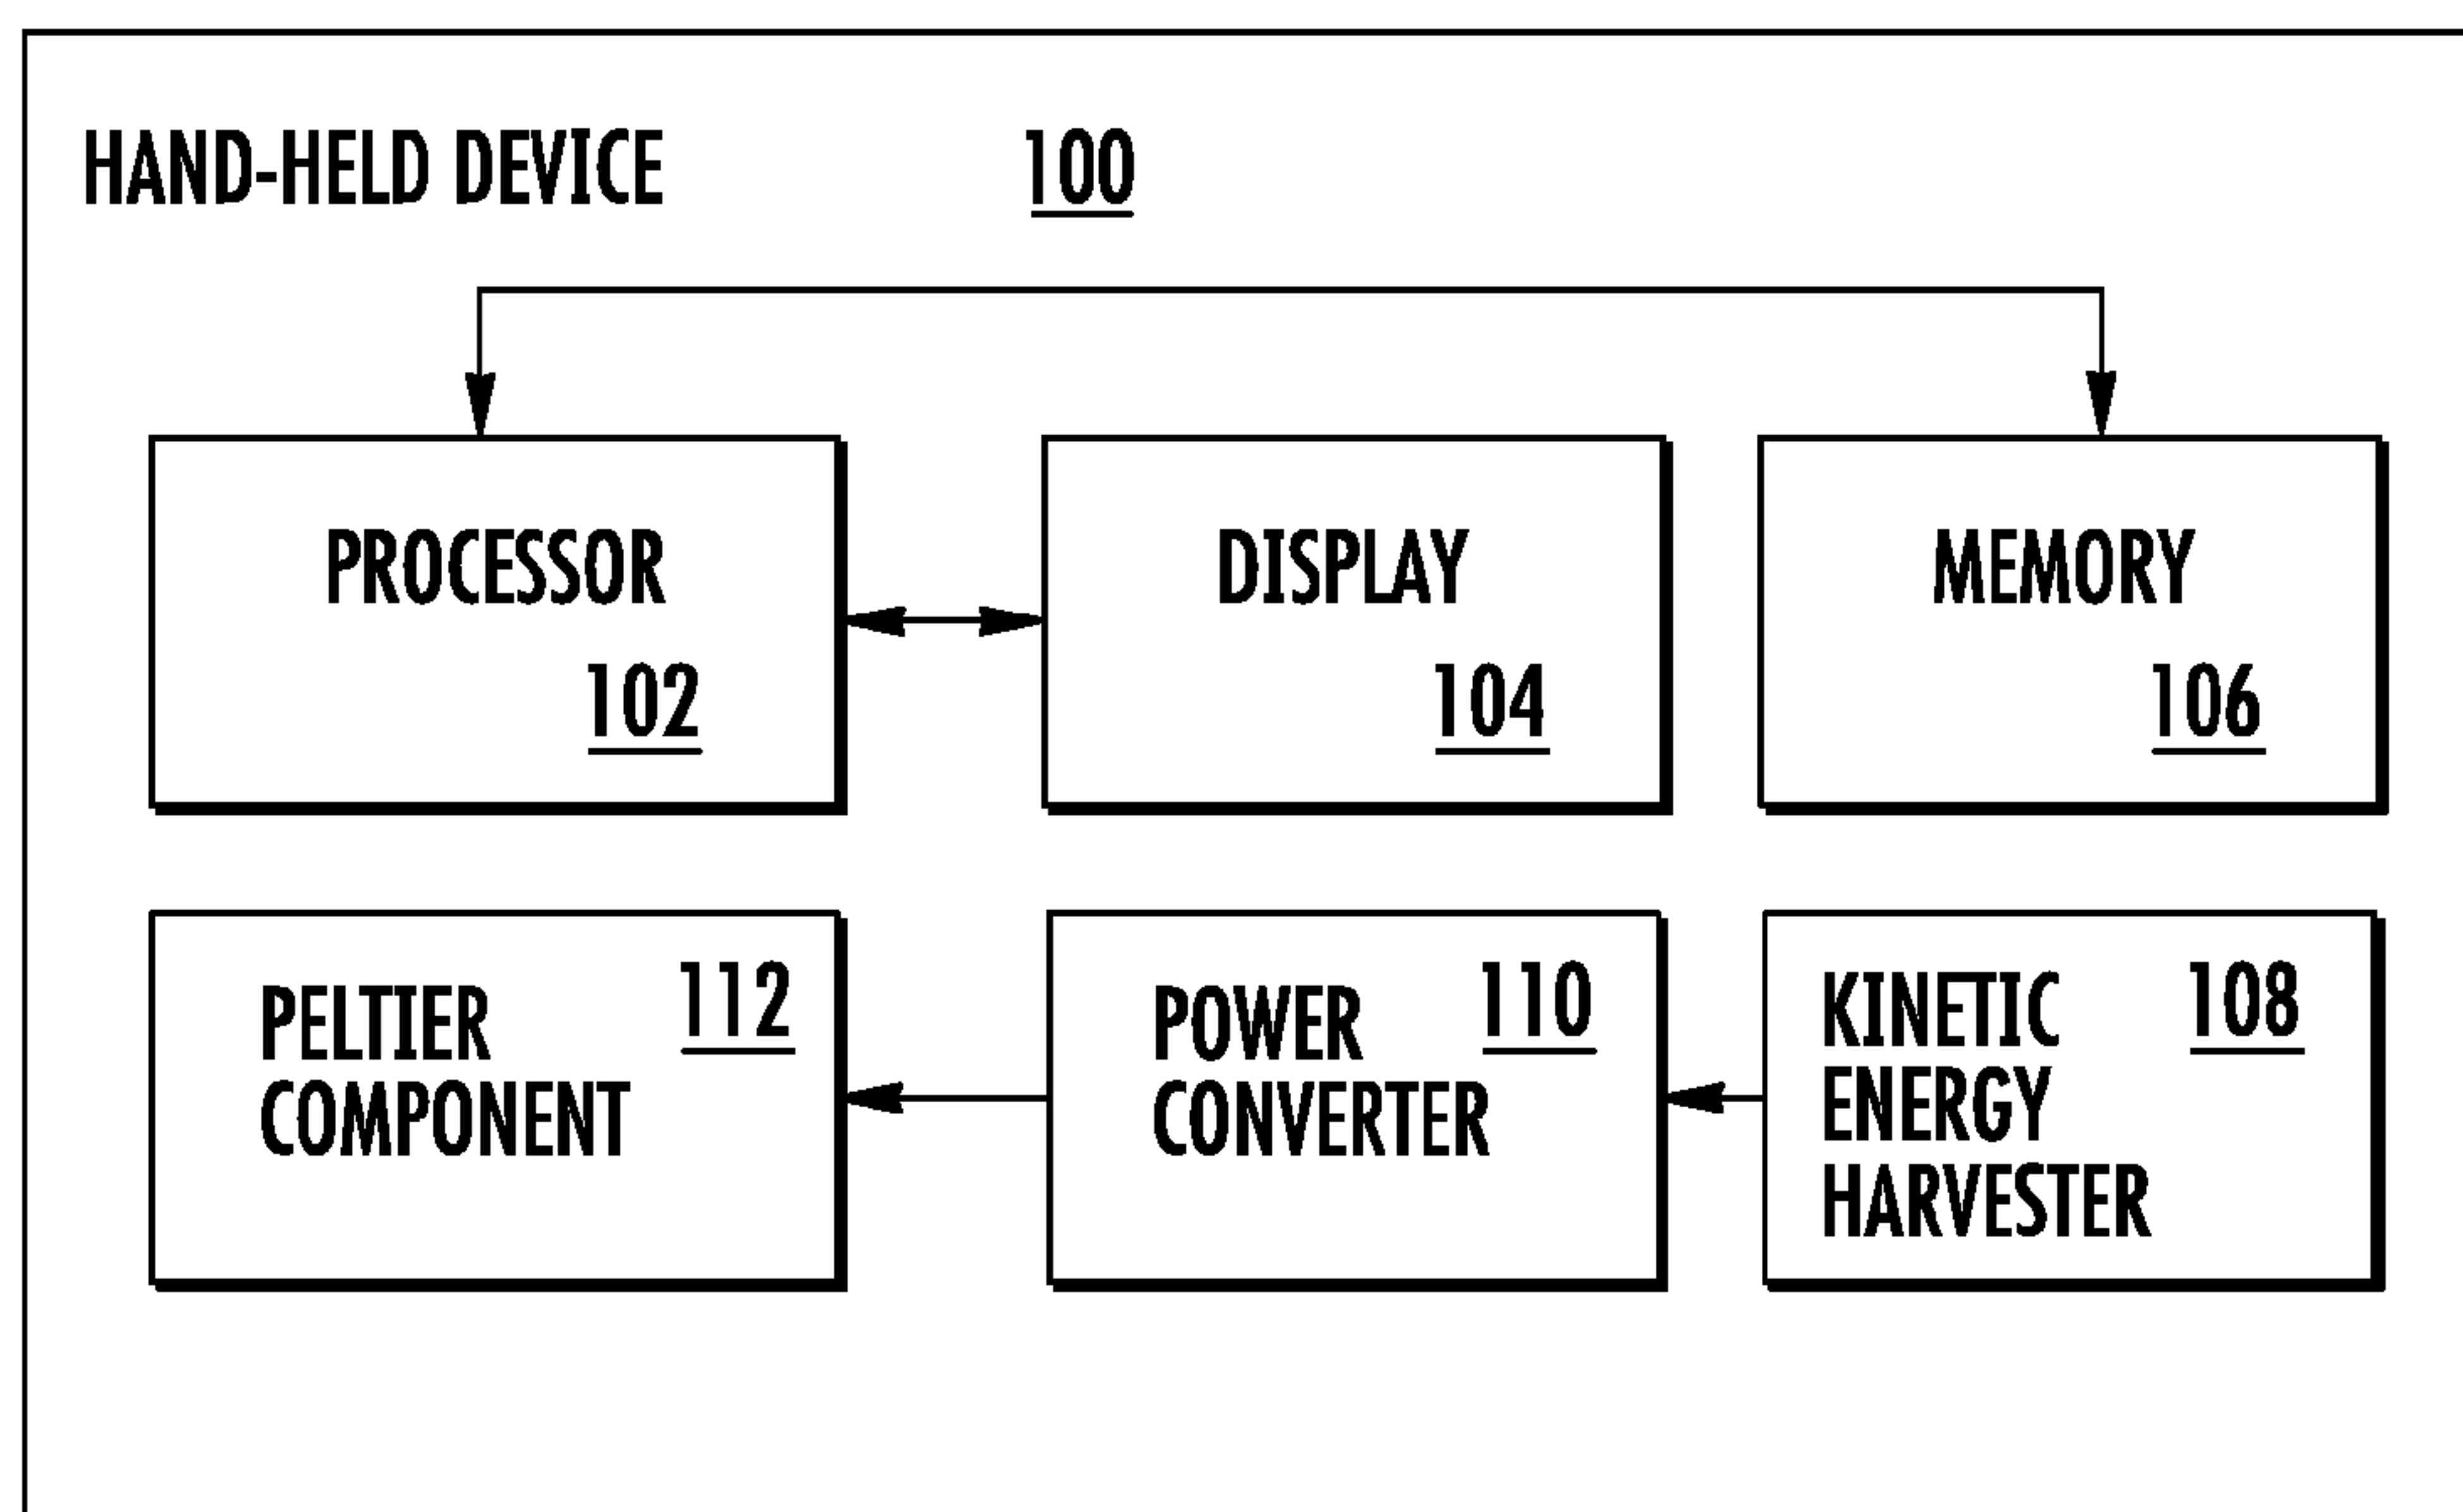 HAND-HELD DEVICE 100
PROCESSOR
102
DISPLAY
104
MEMORY
106
PELTIER 112
COMPONENT
POWER 110
CONVERTER
KINETIC 108
ENERGY
HARVESTER